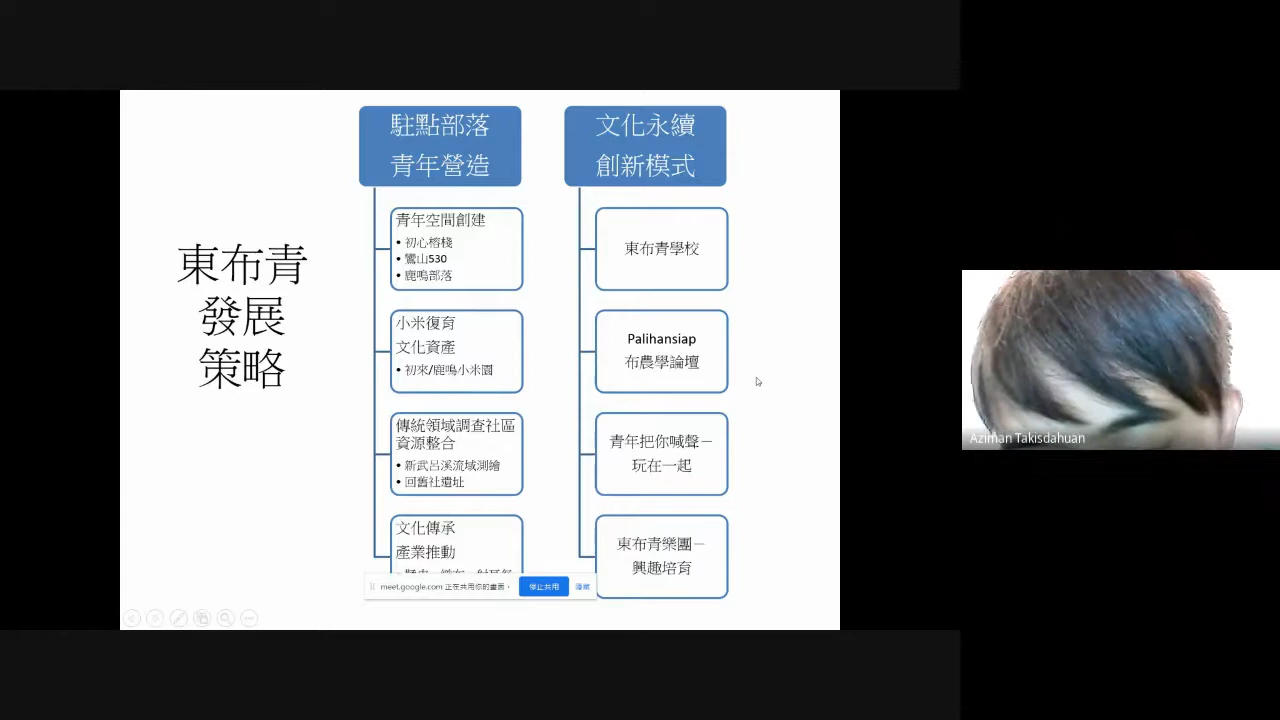 東布青
發展
策略
駐點部落
青年營造
青年空間創建
• 初心榕棧
• 鸞山530
• 鹿鳴部落
小米復育
文化資產
• 初來/鹿鳴小米園
傳統領域調查社區
資源整合
• 新武呂溪流域測繪
• 回舊社遺址
文化傳承
產業推動
文化永續
創新模式
東布青學校
Palihansiap
布農學論壇
青年把你喊聲－
玩在一起
東布青樂團－
興趣培育
meet.google.com 正在共用你的畫面。
停止共用
隱藏
Aziman Takisdahuan